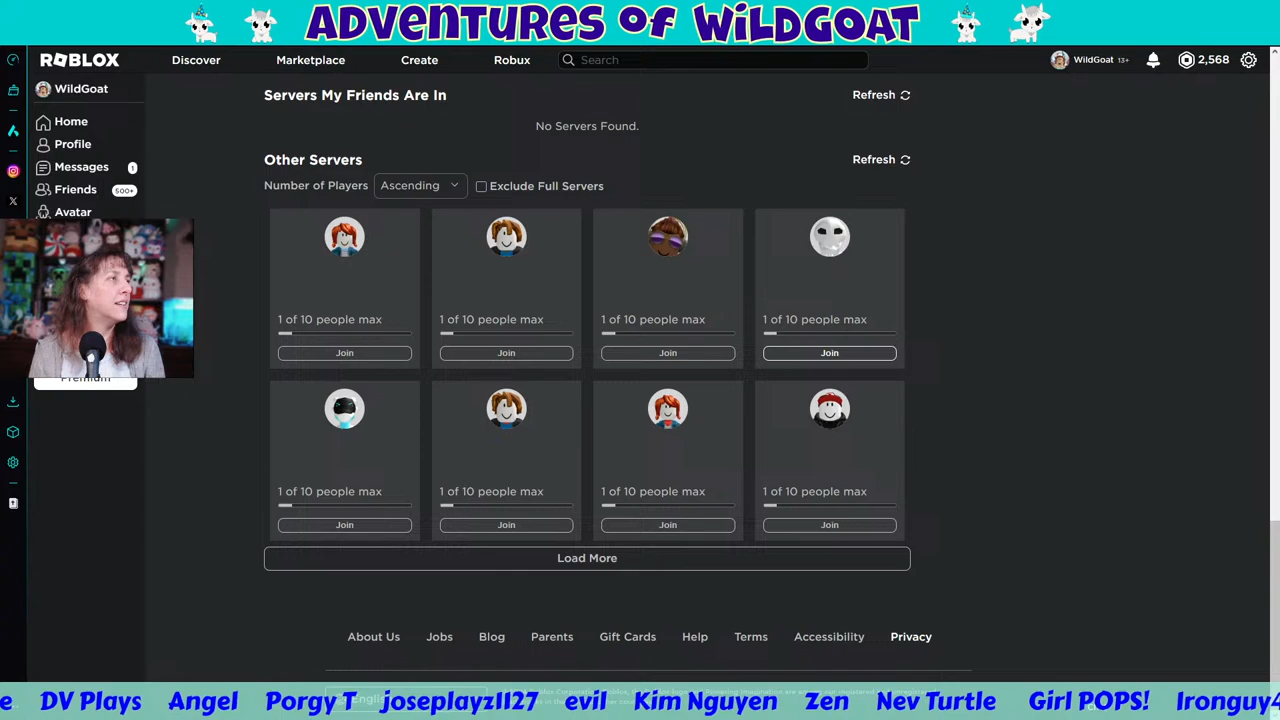 ADVENTURES OF WILDGOAT
ROBLOX
Discover
Marketplace
Create
Robux
Search
WildGoat 13+
2,568
WildGoat
Home
Profile
Messages 1
Friends 500+
Avatar
Premium
Servers My Friends Are In
Refresh
No Servers Found.
Other Servers
Refresh
Number of Players Ascending Exclude Full Servers
1 of 10 people max
Join
1 of 10 people max
Join
1 of 10 people max
Join
1 of 10 people max
Join
1 of 10 people max
Join
1 of 10 people max
Join
1 of 10 people max
Join
1 of 10 people max
Join
Load More
About Us Jobs Blog Parents Gift Cards Help Terms Accessibility Privacy
e DV Plays Angel Porgy T joseplayz1127 evil Kim Nguyen Zen Nev Turtle Girl POPS! Ironguy4